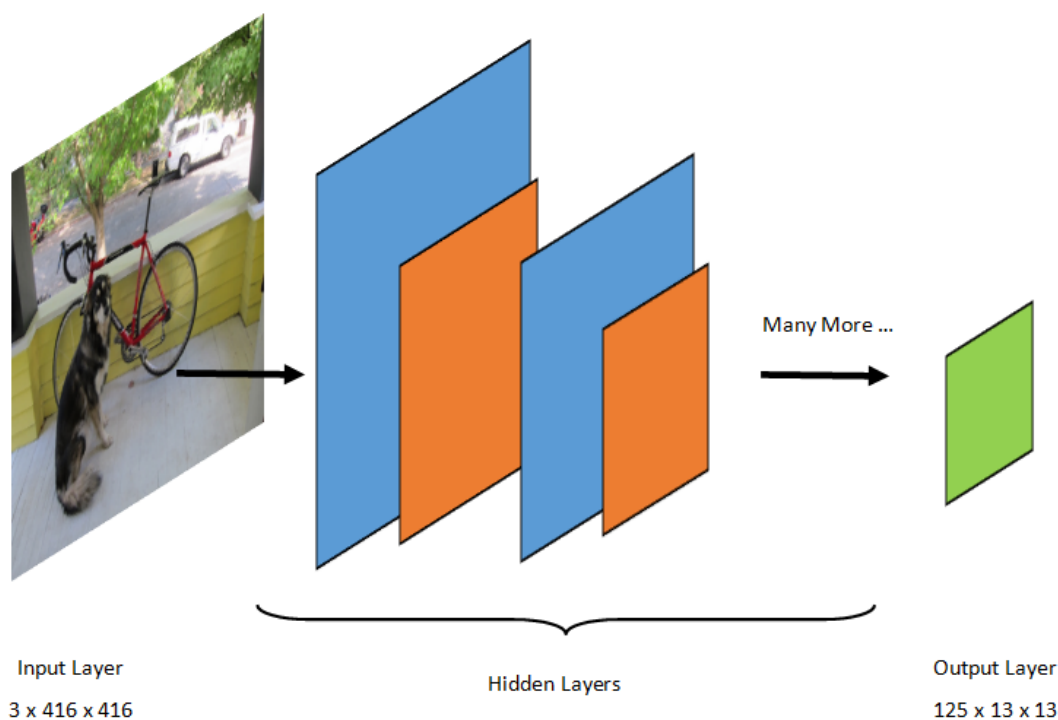 Many More ...
Input Layer
3 x 416 x 416
Hidden Layers
Output Layer
125 x 13 x 13